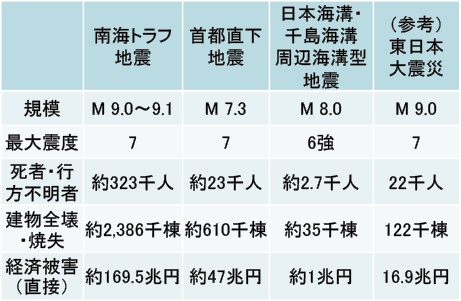 南海トラフ
地震
首都直下
地震
日本海溝・
千島海溝
周辺海溝型
地震
（参考）
東日本
大震災
規模
M 9.0～9.1
M 7.3
M 8.0
M 9.0
最大震度
7
7
6強
7
死者・行
方不明者
約323千人
約23千人
約2.7千人
22千人
建物全壊
・焼失
約2,386千棟
約610千棟
約35千棟
122千棟
経済被害
（直接）
約169.5兆円
約47兆円
約1兆円
16.9兆円